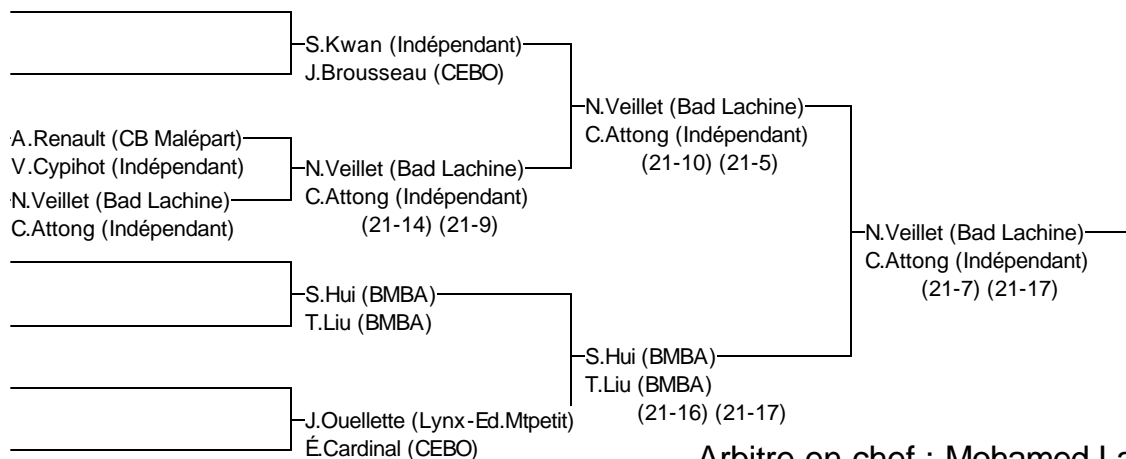 S.Kwan (Indépendant)
J.Brousseau (CEBO)
N.Veillet (Bad Lachine)
C.Attong (Indépendant)
(21-10) (21-5)
A.Renault (CB Malépart)
V.Cypihot (Indépendant)
N.Veillet (Bad Lachine)
C.Attong (Indépendant)
N.Veillet (Bad Lachine)
C.Attong (Indépendant)
(21-14) (21-9)
N.Veillet (Bad Lachine)
C.Attong (Indépendant)
(21-7) (21-17)
S.Hui (BMBA)
T.Liu (BMBA)
S.Hui (BMBA)
T.Liu (BMBA)
(21-16) (21-17)
J.Ouellette (Lynx-Ed.Mtpetit)
É.Cardinal (CEBO)
Arbitre en chef : Mohamed La